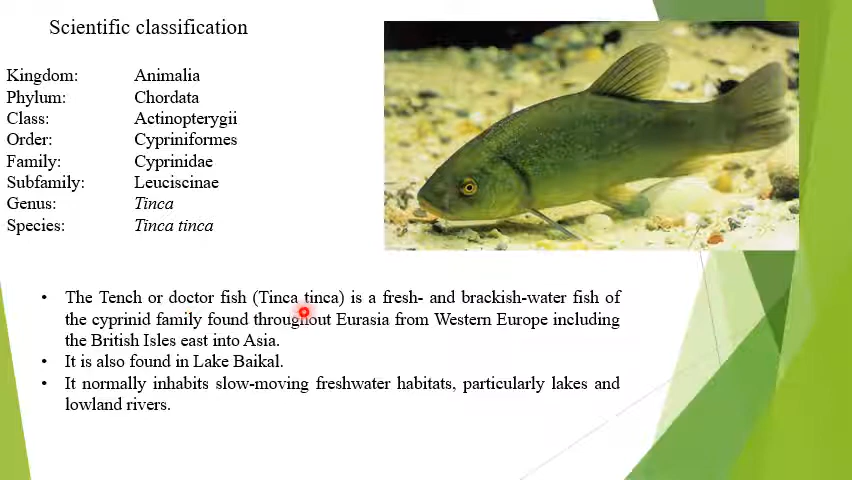 Scientific classification
Kingdom: Animalia
Phylum: Chordata
Class: Actinopterygii
Order: Cypriniformes
Family: Cyprinidae
Subfamily: Leuciscinae
Genus: Tinca
Species: Tinca tinca
• The Tench or doctor fish (Tinca tinca) is a fresh- and brackish-water fish of
the cyprinid family found throughout Eurasia from Western Europe including
the British Isles east into Asia.
• It is also found in Lake Baikal.
• It normally inhabits slow-moving freshwater habitats, particularly lakes and
lowland rivers.